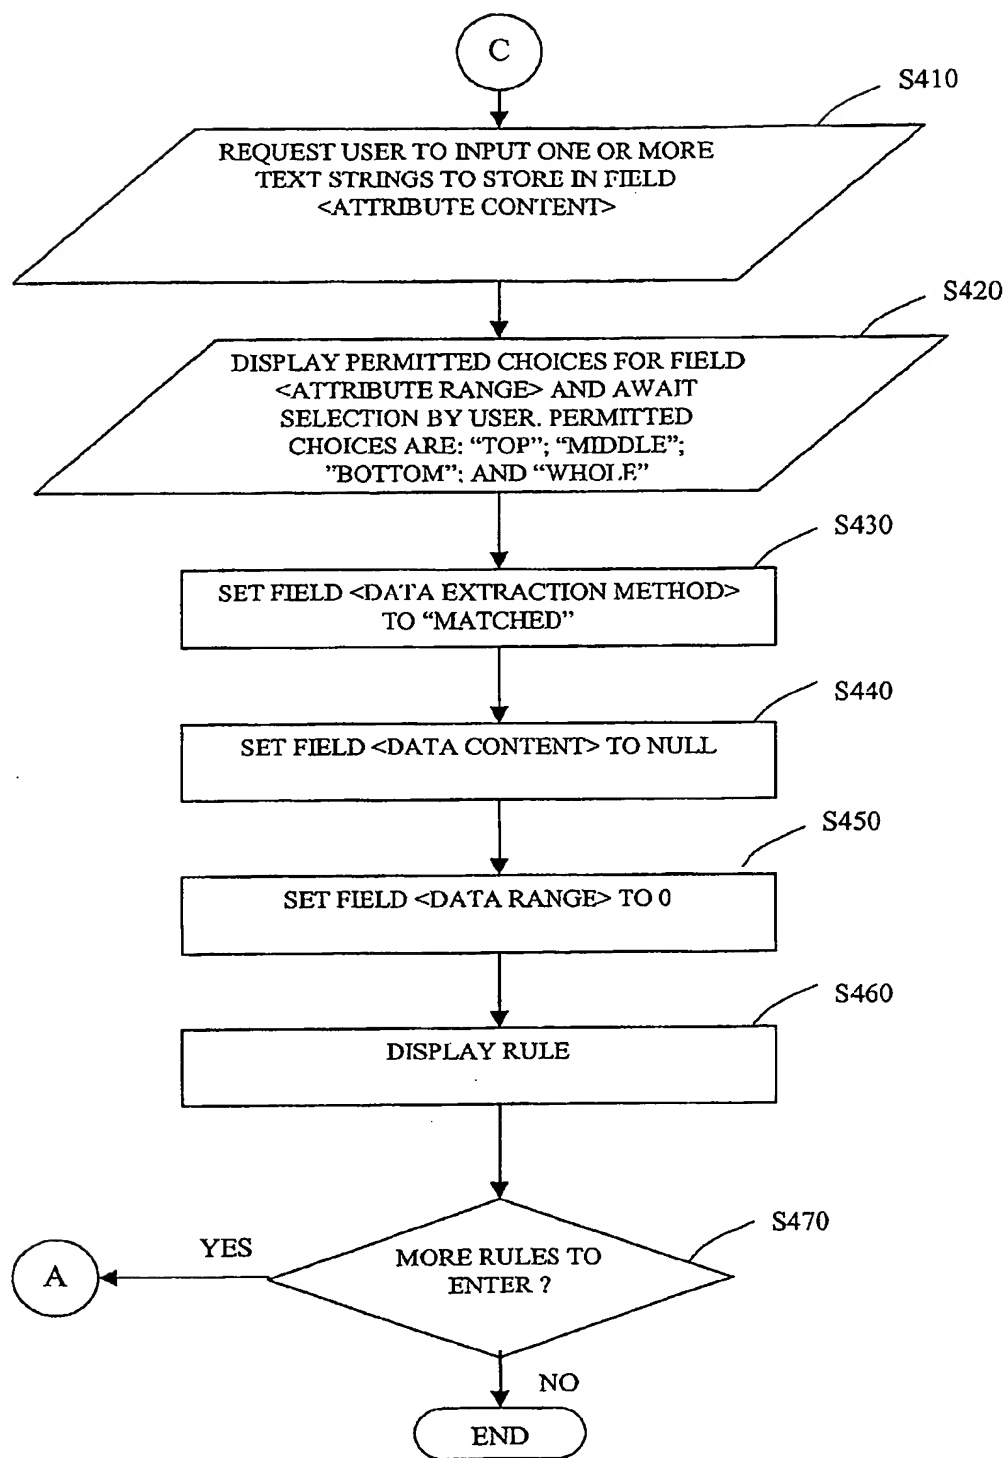 C
S410
REQUEST USER TO INPUT ONE OR MORE
TEXT STRINGS TO STORE IN FIELD
<ATTRIBUTE CONTENT>
S420
DISPLAY PERMITTED CHOICES FOR FIELD
<ATTRIBUTE RANGE> AND AWAIT
SELECTION BY USER. PERMITTED
CHOICES ARE: “TOP”; “MIDDLE”;
”BOTTOM”; AND “WHOLE”
S430
SET FIELD <DATA EXTRACTION METHOD>
TO “MATCHED”
S440
SET FIELD <DATA CONTENT> TO NULL
S450
SET FIELD <DATA RANGE> TO 0
S460
DISPLAY RULE
S470
MORE RULES TO
ENTER ?
YES
A
NO
END